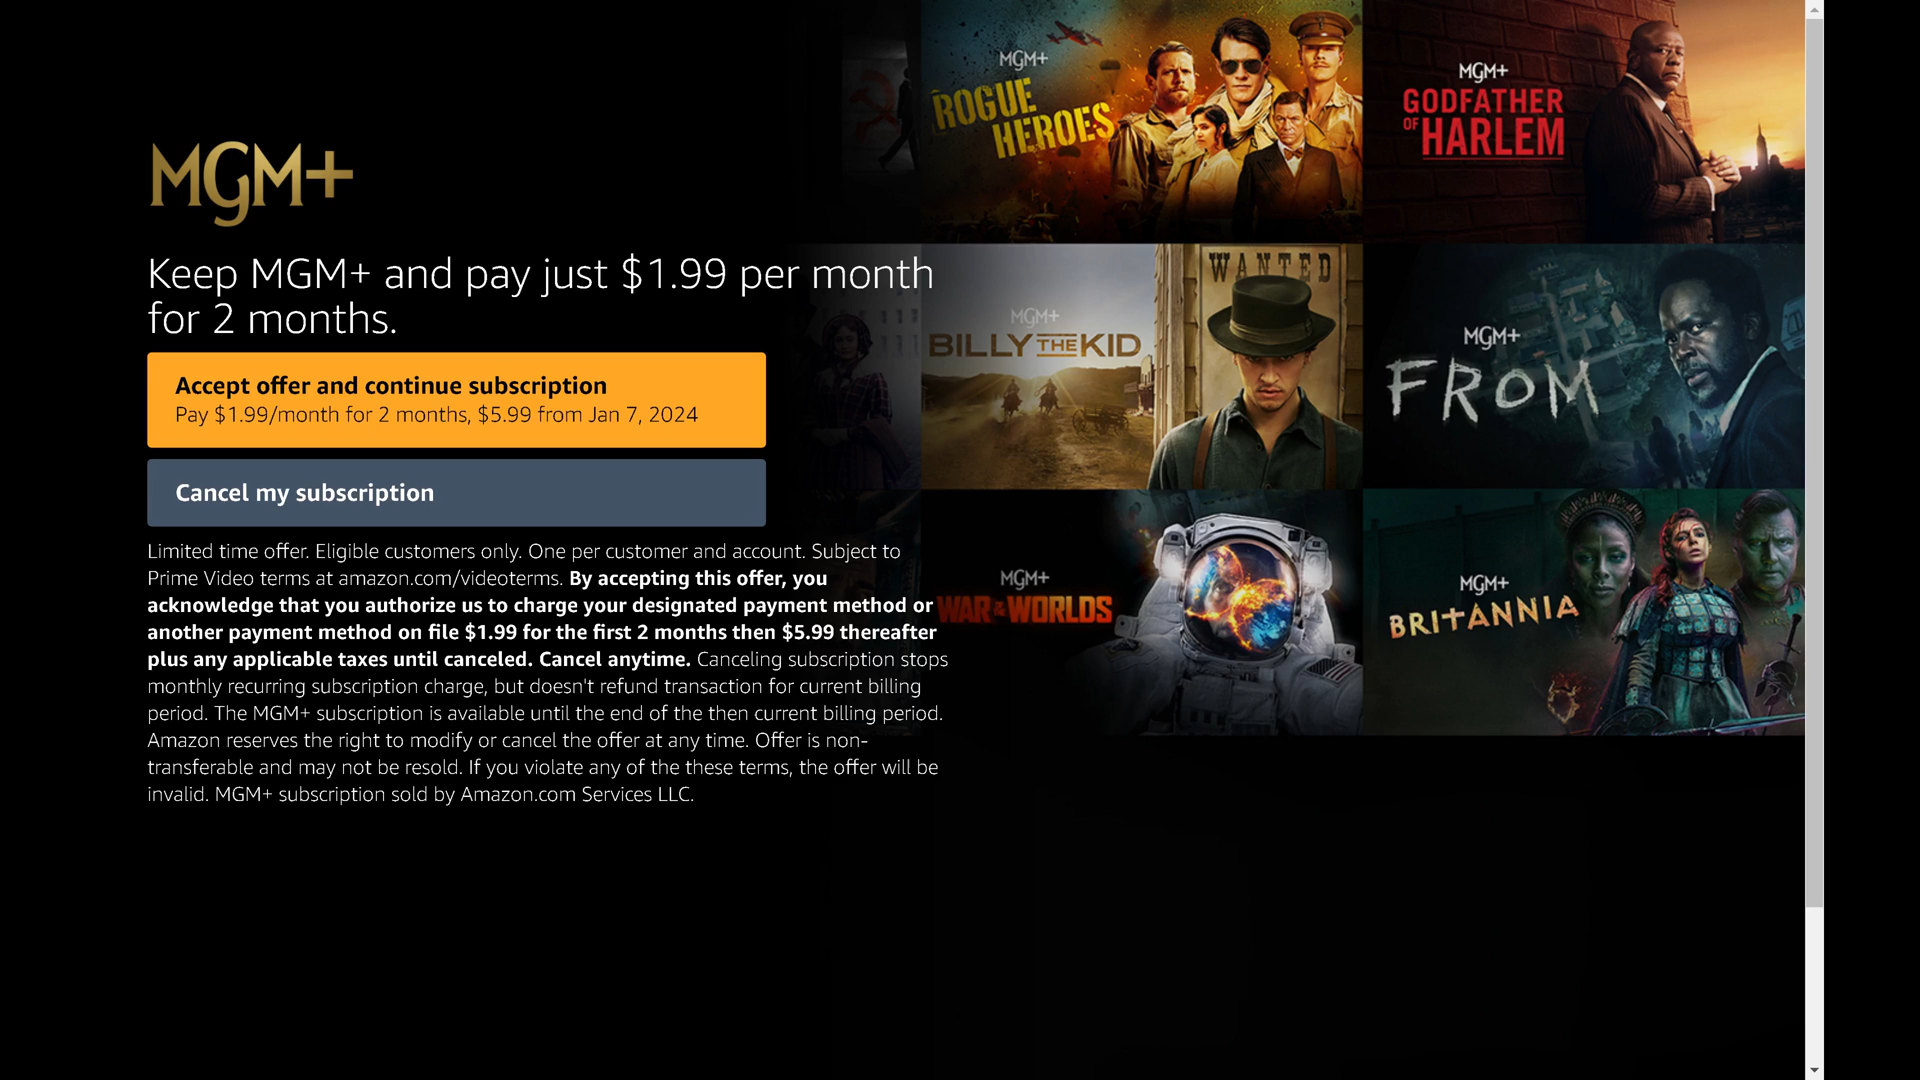 MGM+
Keep MGM+ and pay just $1.99 per month
for 2 months.
Accept offer and continue subscription
Pay $1.99/month for 2 months, $5.99 from Jan 7, 2024
Cancel my subscription
Limited time offer. Eligible customers only. One per customer and account. Subject to
Prime Video terms at amazon.com/videoterms. By accepting this offer, you
acknowledge that you authorize us to charge your designated payment method or
another payment method on file $1.99 for the first 2 months then $5.99 thereafter
plus any applicable taxes until canceled. Cancel anytime. Canceling subscription stops
monthly recurring subscription charge, but doesn't refund transaction for current billing
period. The MGM+ subscription is available until the end of the then current billing period.
Amazon reserves the right to modify or cancel the offer at any time. Offer is non-
transferable and may not be resold. If you violate any of the these terms, the offer will be
invalid. MGM+ subscription sold by Amazon.com Services LLC.
MGM+
ROGUE
HEROES
MGM+
GODFATHER
OF HARLEM
MGM+
BILLY THE KID
WANTED
MGM+
FROM
MGM+
WAR OF THE WORLDS
MGM+
BRITANNIA